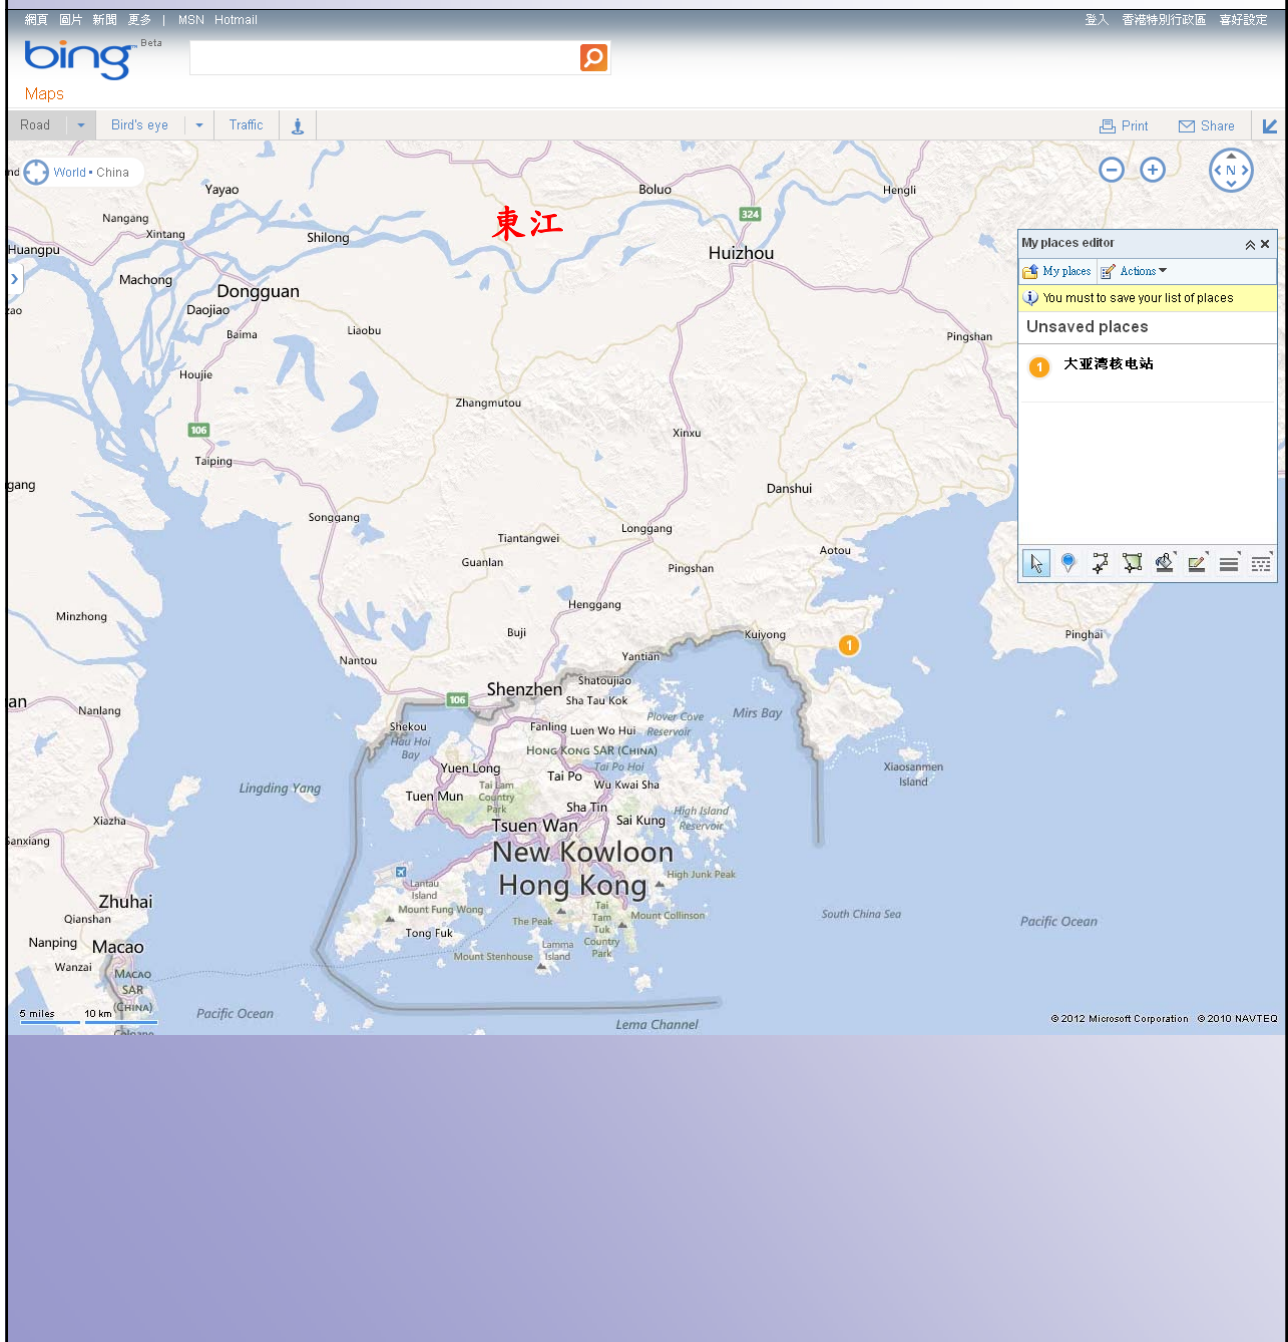 網頁 圖片 新聞 更多 | MSN Hotmail
登入 香港特別行政區 喜好設定
bing Beta
Maps
Road Bird's eye Traffic
Print Share
World • China
N
Yayao
Boluo
Hengli
Nangang
Xintang
Shilong
東江
324
Huangpu
Huizhou
Machong
Dongguan
Daojiao
Baima
Liaobu
Pingshan
Houjie
Zhangmutou
106
Xinxu
Taiping
gang
Danshui
Songgang
Tiantangwei
Longgang
Aotou
Guanlan
Pingshan
Henggang
Minzhong
Buji
Kuiyong
1
Pinghai
Nantou
Yantian
Shenzhen
Shatoujiao
106
Sha Tau Kok
an
Nanlang
Plover Cove
Reservoir
Mirs Bay
Shekou
Fanling
Luen Wo Hui
Hau Hoi
Bay
HONG KONG SAR (CHINA)
Tai Po Hoi
Yuen Long
Tai Po
Wu Kwai Sha
Xiaosanmen
Island
Lingding Yang
Tuen Mun
Tai Lam
Country
Park
Sha Tin
High Island
Reservoir
Xiazha
Tsuen Wan
Sai Kung
Sanxiang
New Kowloon
Hong Kong
High Junk Peak
Lantau
Island
Zhuhai
Mount Fung Wong
The Peak
Tai
Tam
Tuk
Country
Park
Mount Collinson
South China Sea
Pacific Ocean
Qianshan
Tong Fuk
Nanping
Macao
Lamma
Island
Mount Stenhouse
Wanzai
MACAO
SAR
(CHINA)
5 miles
10 km
Pacific Ocean
Lema Channel
© 2012 Microsoft Corporation © 2010 NAVTEQ
My places editor
My places Actions
You must to save your list of places
Unsaved places
1 大亚湾核电站